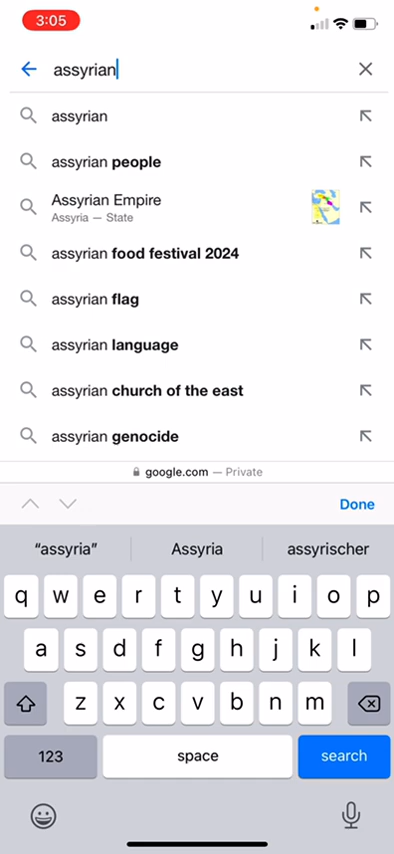 3:05
assyrian
assyrian
assyrian people
Assyrian Empire
Assyria — State
assyrian food festival 2024
assyrian flag
assyrian language
assyrian church of the east
assyrian genocide
google.com — Private
Done
“assyria” Assyria assyrischer
q w e r t y u i o p
a s d f g h j k l
z x c v b n m
123 space search